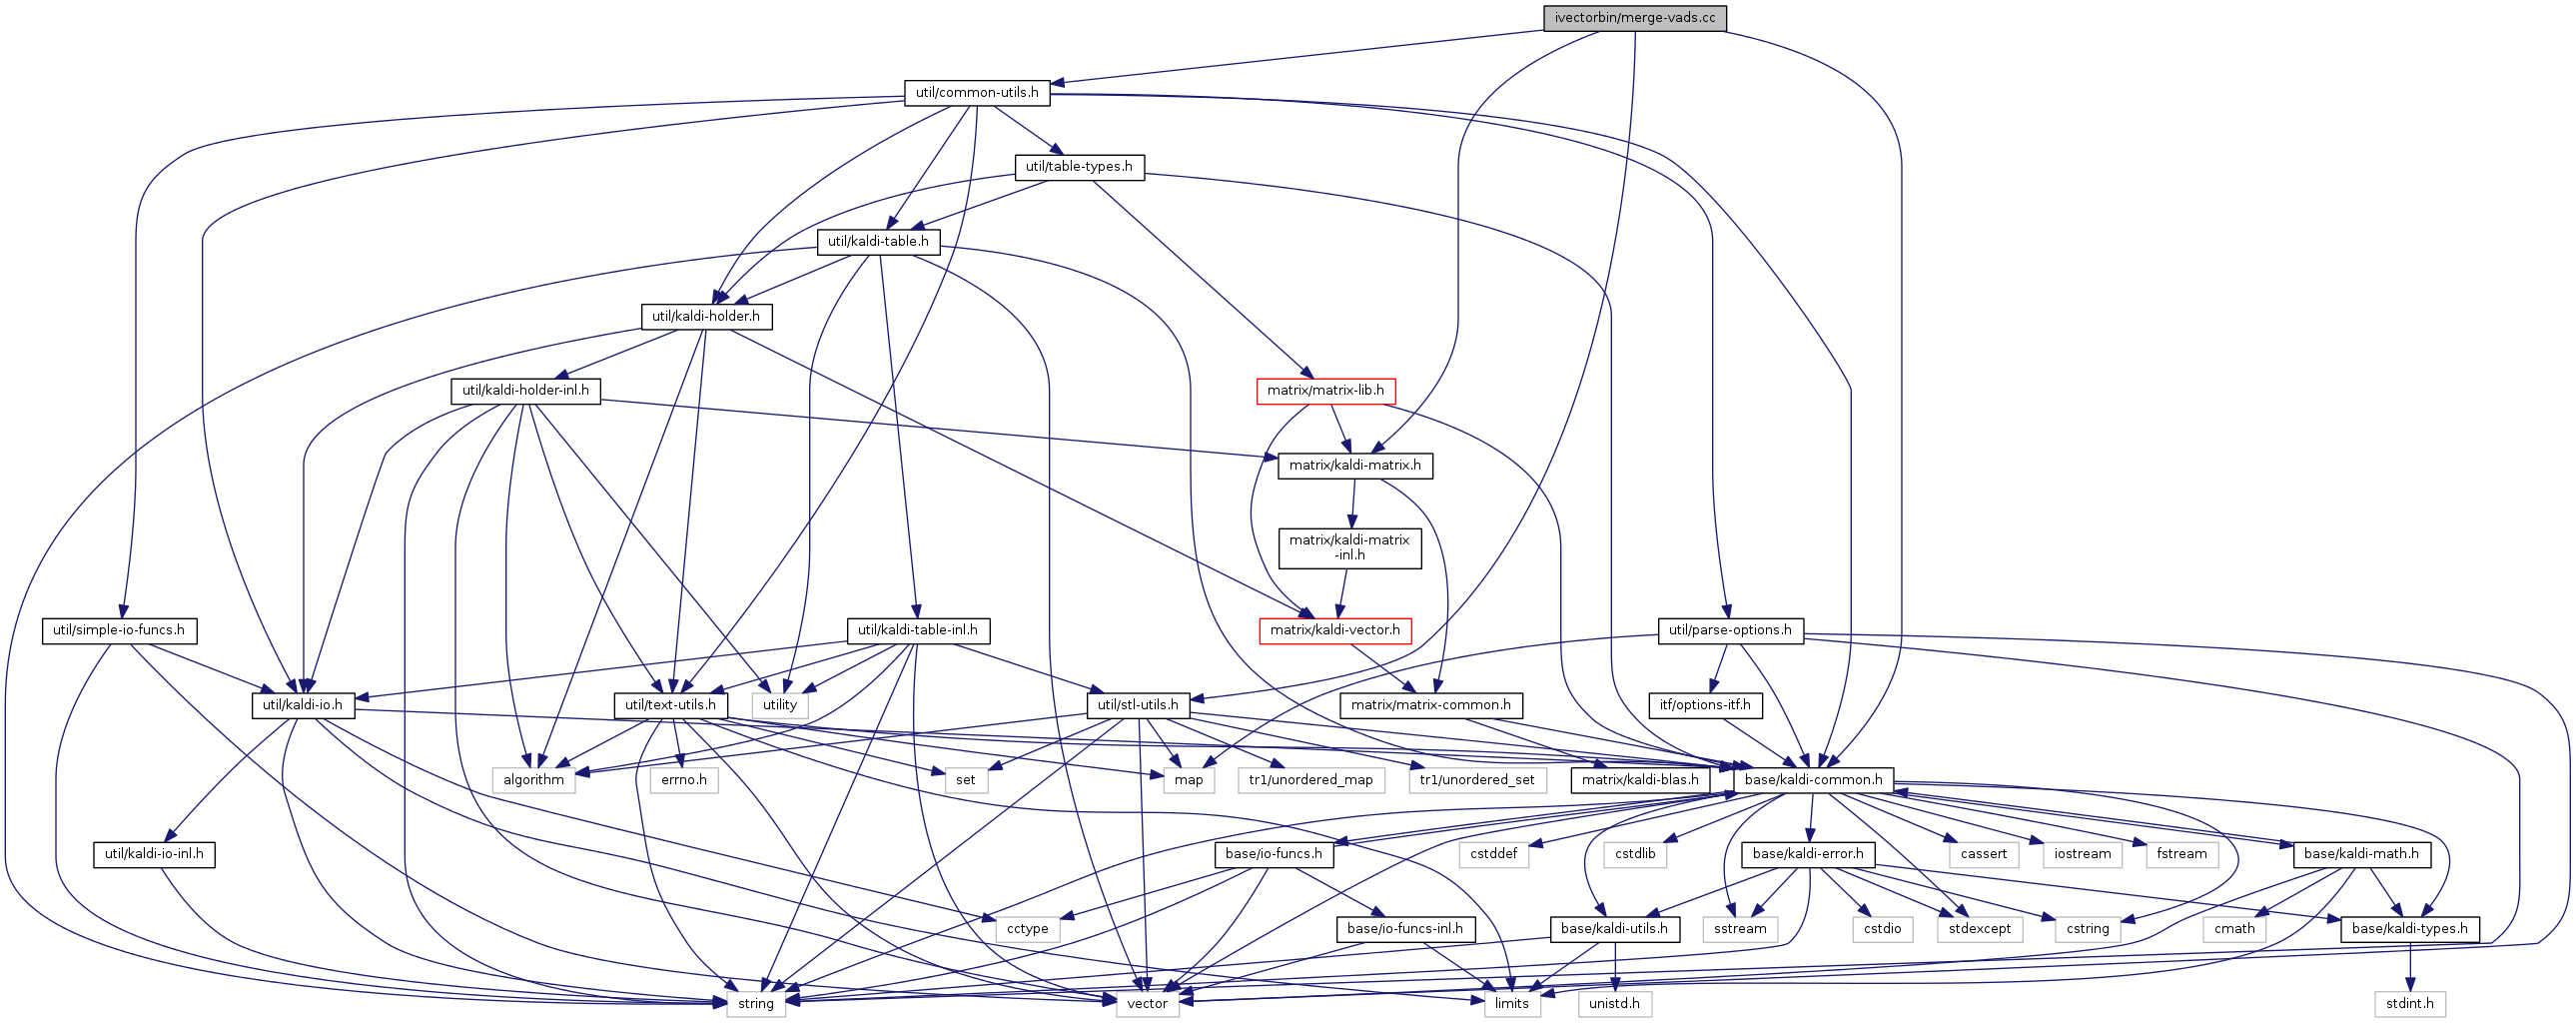 ivectorbin/merge-vads.cc
util/common-utils.h
util/table-types.h
util/kaldi-table.h
util/kaldi-holder.h
util/kaldi-holder-inl.h
matrix/matrix-lib.h
matrix/kaldi-matrix.h
matrix/kaldi-matrix
-inl.h
util/simple-io-funcs.h
util/kaldi-table-inl.h
matrix/kaldi-vector.h
util/parse-options.h
util/kaldi-io.h
util/text-utils.h
utility
util/stl-utils.h
matrix/matrix-common.h
itf/options-itf.h
algorithm
errno.h
set
map
tr1/unordered_map
tr1/unordered_set
matrix/kaldi-blas.h
base/kaldi-common.h
util/kaldi-io-inl.h
base/io-funcs.h
cstddef
cstdlib
base/kaldi-error.h
cassert
iostream
fstream
base/kaldi-math.h
cctype
base/io-funcs-inl.h
base/kaldi-utils.h
sstream
cstdio
stdexcept
cstring
cmath
base/kaldi-types.h
string
vector
limits
unistd.h
stdint.h